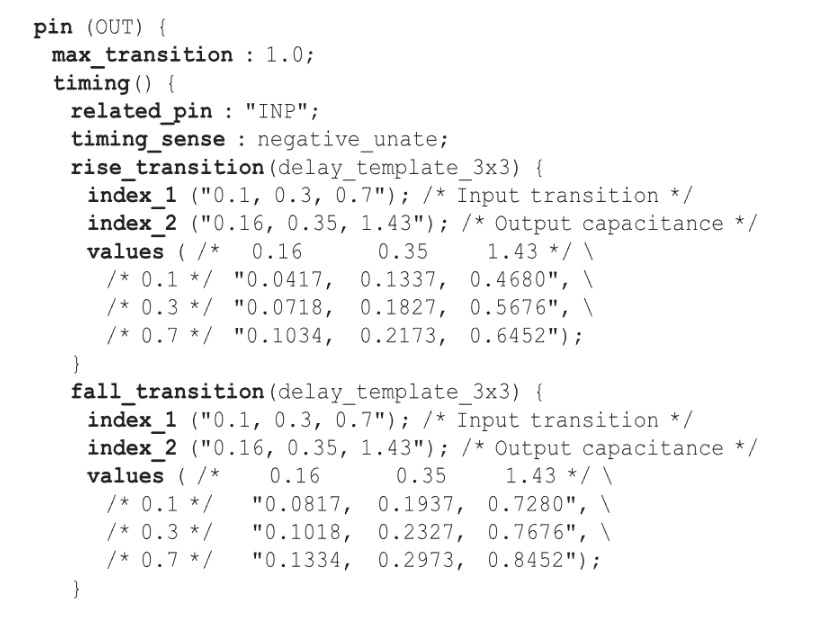 pin (OUT) {
max_transition : 1.0;
timing() {
related_pin : "INP";
timing_sense : negative_unate;
rise_transition(delay_template_3x3) {
index_1 ("0.1, 0.3, 0.7"); /* Input transition */
index_2 ("0.16, 0.35, 1.43"); /* Output capacitance */
values ( /* 0.16 0.35 1.43 */ \
/* 0.1 */ "0.0417, 0.1337, 0.4680", \
/* 0.3 */ "0.0718, 0.1827, 0.5676", \
/* 0.7 */ "0.1034, 0.2173, 0.6452");
}
fall_transition(delay_template_3x3) {
index_1 ("0.1, 0.3, 0.7"); /* Input transition */
index_2 ("0.16, 0.35, 1.43"); /* Output capacitance */
values ( /* 0.16 0.35 1.43 */ \
/* 0.1 */ "0.0817, 0.1937, 0.7280", \
/* 0.3 */ "0.1018, 0.2327, 0.7676", \
/* 0.7 */ "0.1334, 0.2973, 0.8452");
}